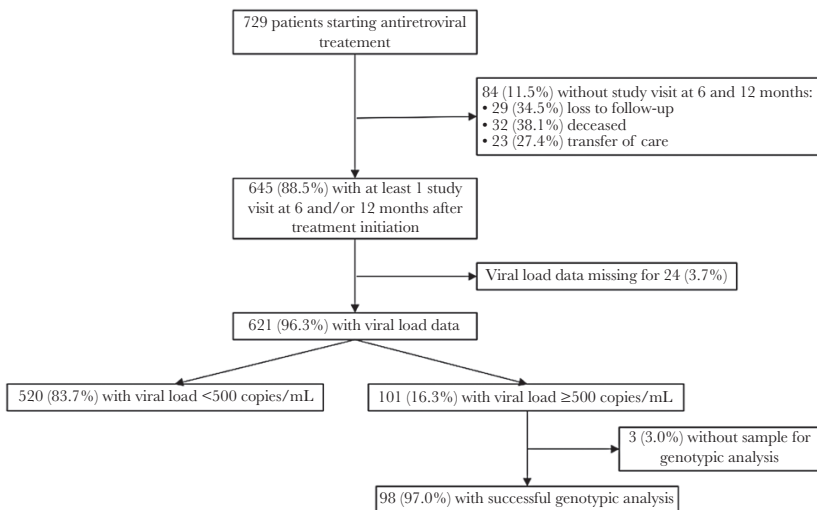 729 patients starting antiretroviral
treatement
84 (11.5%) without study visit at 6 and 12 months:
• 29 (34.5%) loss to follow-up
• 32 (38.1%) deceased
• 23 (27.4%) transfer of care
645 (88.5%) with at least 1 study
visit at 6 and/or 12 months after
treatment initiation
Viral load data missing for 24 (3.7%)
621 (96.3%) with viral load data
520 (83.7%) with viral load <500 copies/mL
101 (16.3%) with viral load ≥500 copies/mL
3 (3.0%) without sample for
genotypic analysis
98 (97.0%) with successful genotypic analysis